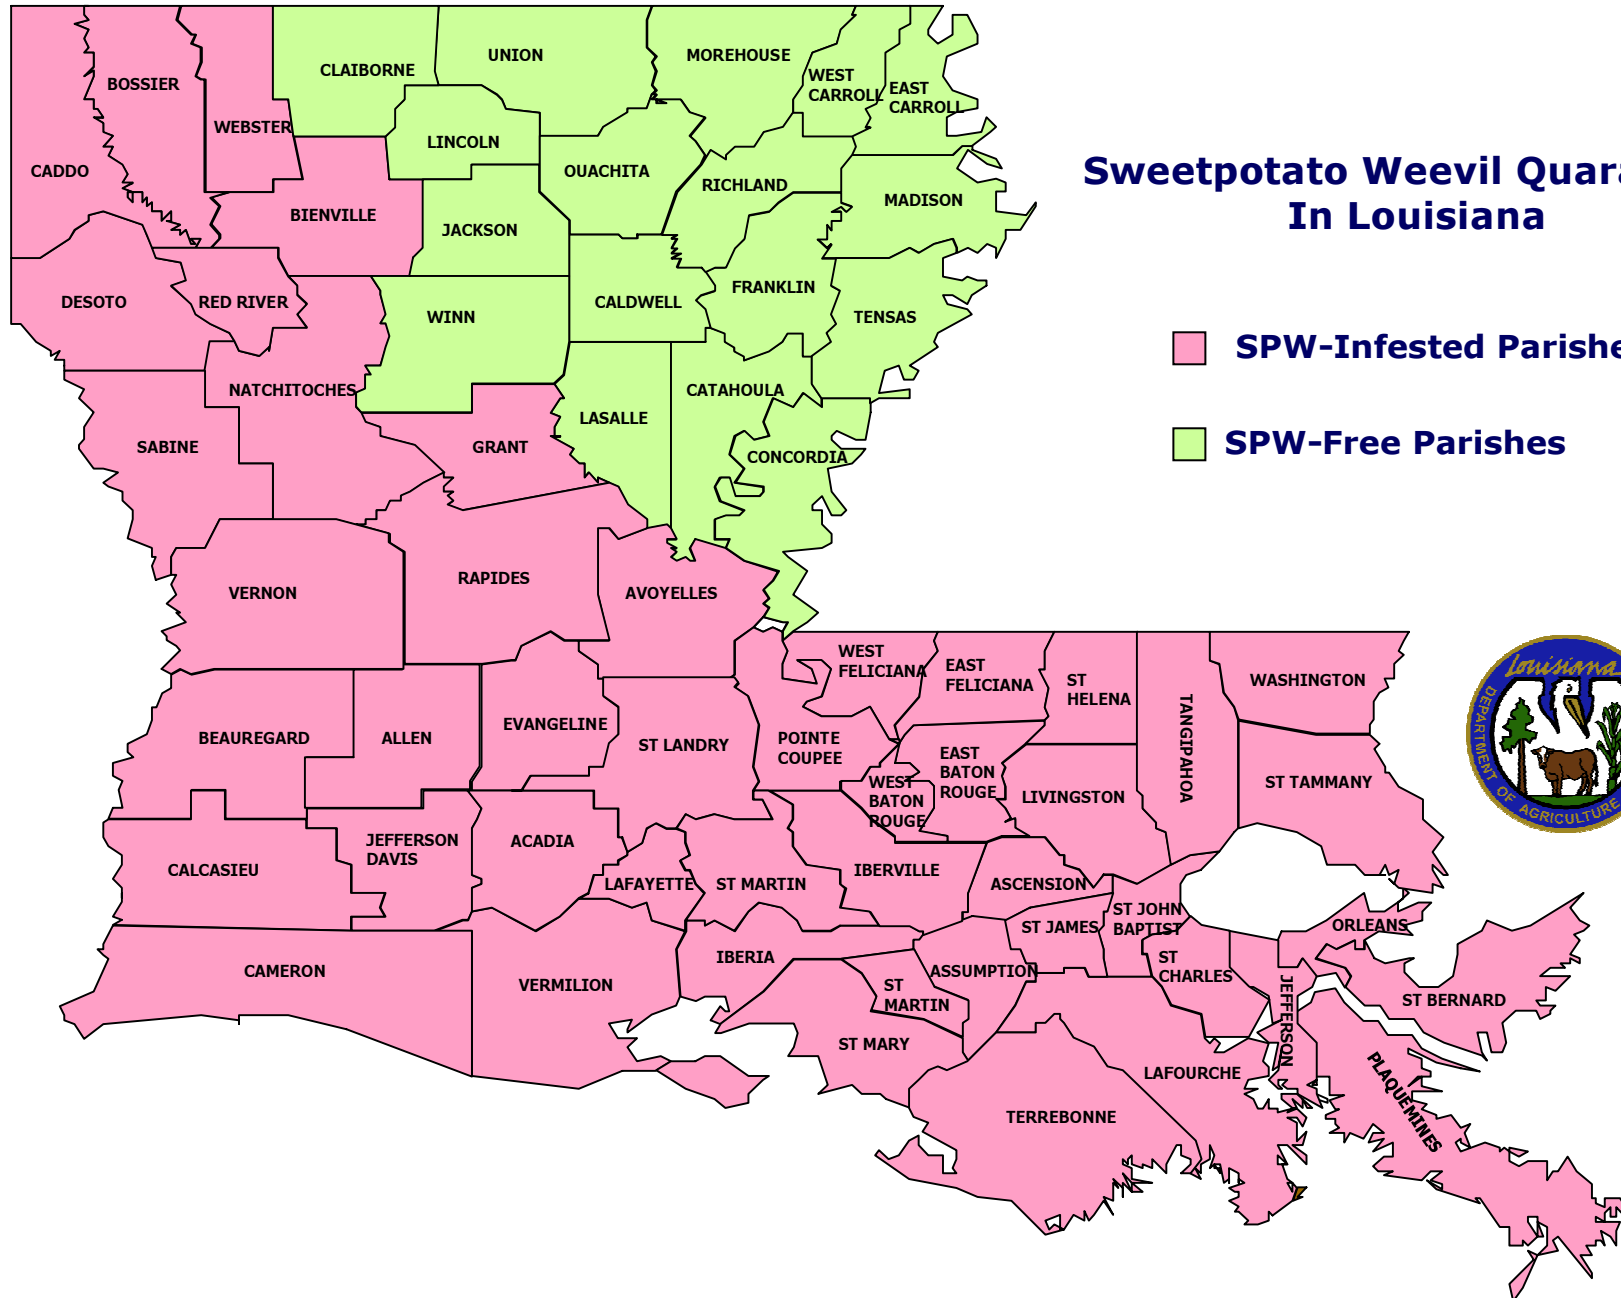 Sweetpotato Weevil
In Louisiana
SPW-Infested
SPW-Free Parishes
CADDO
BOSSIER
WEBSTER
CLAIBORNE
UNION
MOREHOUSE
WEST
CARROLL
EAST
CARROLL
LINCOLN
OUACHITA
RICHLAND
MADISON
BIENVILLE
JACKSON
DESOTO
RED RIVER
WINN
CALDWELL
FRANKLIN
TENSAS
NATCHITOCHES
SABINE
GRANT
LASALLE
CATAHOULA
CONCORDIA
VERNON
RAPIDES
AVOYELLES
WEST
FELICIANA
EAST
FELICIANA
ST
HELENA
TANGIPAHOA
WASHINGTON
BEAUREGARD
ALLEN
EVANGELINE
ST LANDRY
POINTE
COUPEE
WEST
BATON
ROUGE
EAST
BATON
ROUGE
LIVINGSTON
ST TAMMANY
CALCASIEU
JEFFERSON
DAVIS
ACADIA
LAFAYETTE
ST MARTIN
IBERVILLE
ASCENSION
ST JAMES
ST JOHN
BAPTIST
ST
CHARLES
ORLEANS
ST BERNARD
CAMERON
VERMILION
IBERIA
ST
MARTIN
ASSUMPTION
ST MARY
TERREBONNE
LAFOURCHE
JEFFERSON
PLAQUEMINES
Louisiana
DEPARTMENT OF AGRICULTURE